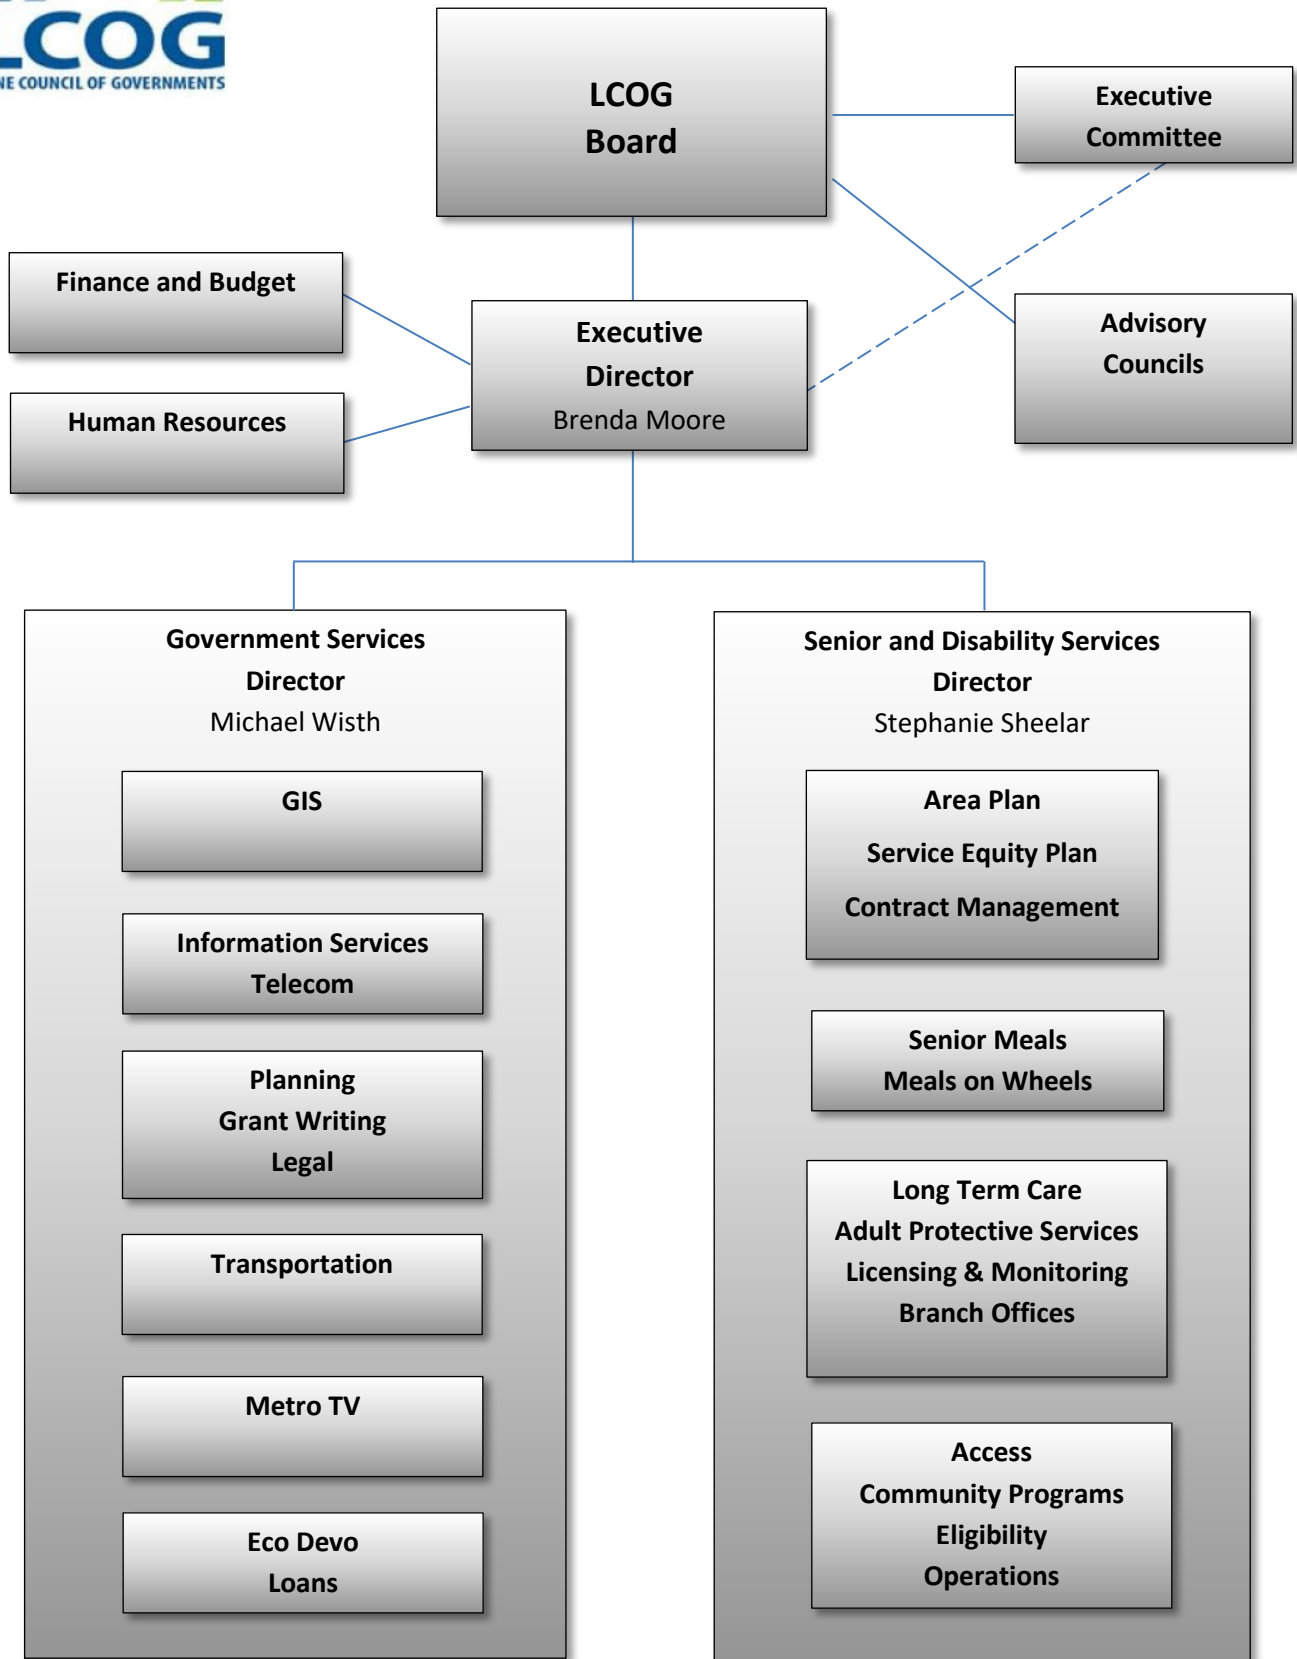 LCOG
NE COUNCIL OF GOVERNMENTS
LCOG
Board
Executive
Committee
Finance and Budget
Executive
Director
Brenda Moore
Advisory
Councils
Human Resources
Government Services
Director
Michael Wisth
GIS
Information Services
Telecom
Planning
Grant Writing
Legal
Transportation
Metro TV
Eco Devo
Loans
Senior and Disability Services
Director
Stephanie Sheelar
Area Plan
Service Equity Plan
Contract Management
Senior Meals
Meals on Wheels
Long Term Care
Adult Protective Services
Licensing & Monitoring
Branch Offices
Access
Community Programs
Eligibility
Operations